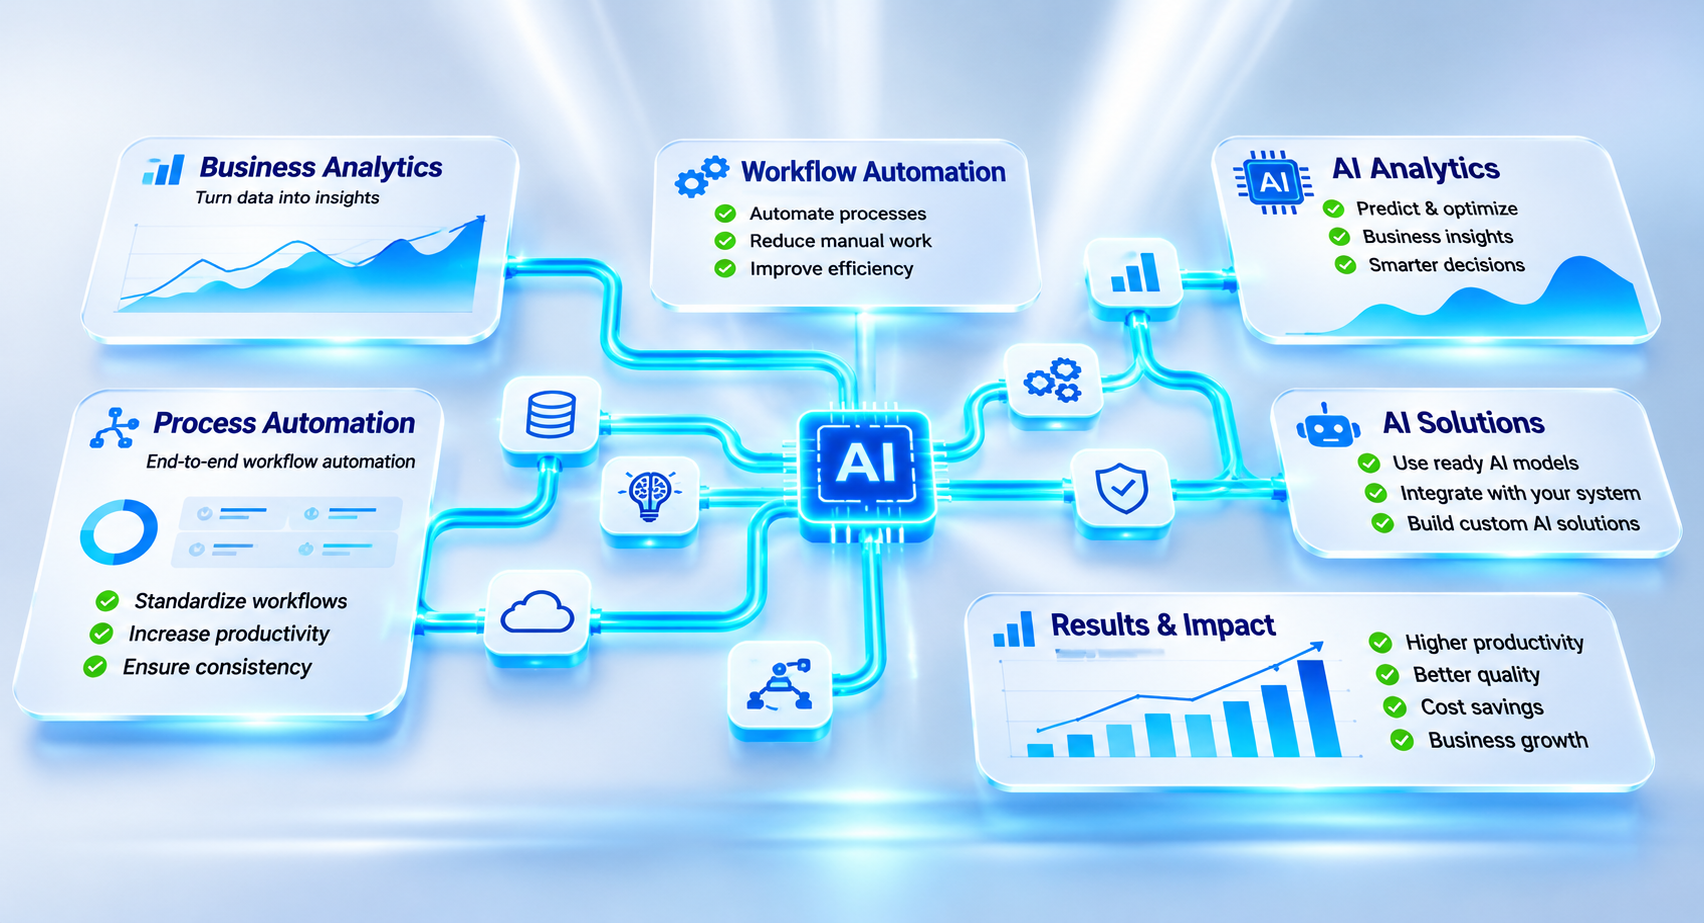 Business Analytics
Turn data into insights
Workflow Automation
Automate processes
Reduce manual work
Improve efficiency
AI
AI Analytics
Predict & optimize
Business insights
Smarter decisions
Process Automation
End-to-end workflow automation
Standardize workflows
Increase productivity
Ensure consistency
AI
AI Solutions
Use ready AI models
Integrate with your system
Build custom AI solutions
Results & Impact
Higher productivity
Better quality
Cost savings
Business growth